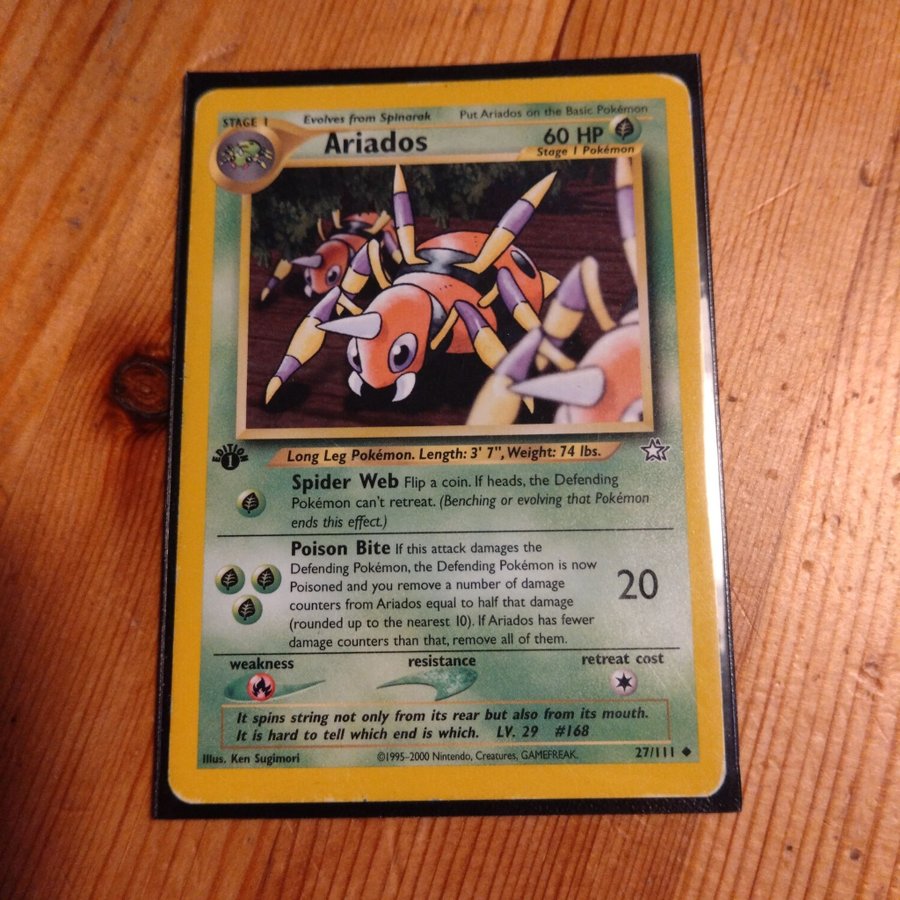 STAGE 1
Evolves from Spinarak
Put Ariados on the Basic Pokémon
Ariados
60 HP
Stage 1 Pokémon
EDITION
1
Long Leg Pokémon. Length: 3' 7", Weight: 74 lbs.
Spider Web Flip a coin. If heads, the Defending
Pokémon can't retreat. (Benching or evolving that Pokémon
ends this effect.)
Poison Bite If this attack damages the
Defending Pokémon, the Defending Pokémon is now
Poisoned and you remove a number of damage
counters from Ariados equal to half that damage
(rounded up to the nearest 10). If Ariados has fewer
damage counters than that, remove all of them.
20
weakness
resistance
retreat cost
It spins string not only from its rear but also from its mouth.
It is hard to tell which end is which. LV. 29 #168
Illus. Ken Sugimori
©1995-2000 Nintendo, Creatures, GAMEFREAK.
27/111